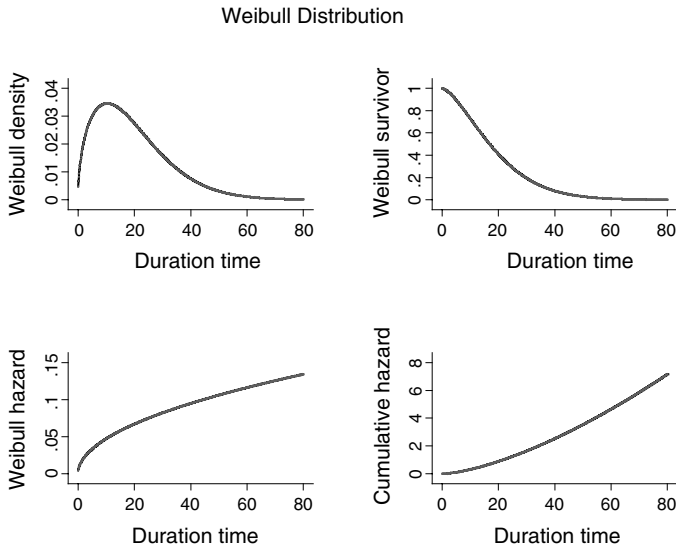 Weibull Distribution
Weibull density
0 .01 .02 .03 .04
0 20 40 60 80
Duration time
Weibull survivor
0 .2 .4 .6 .8 1
0 20 40 60 80
Duration time
Weibull hazard
0 .05 .1 .15
0 20 40 60 80
Duration time
Cumulative hazard
0 2 4 6 8
0 20 40 60 80
Duration time